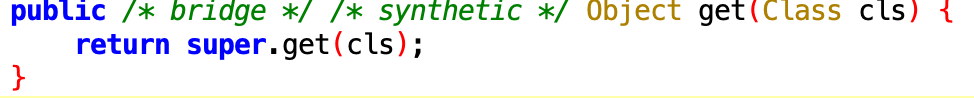 public /* bridge */ /* synthetic */ Object get(Class cls) {
    return super.get(cls);
}